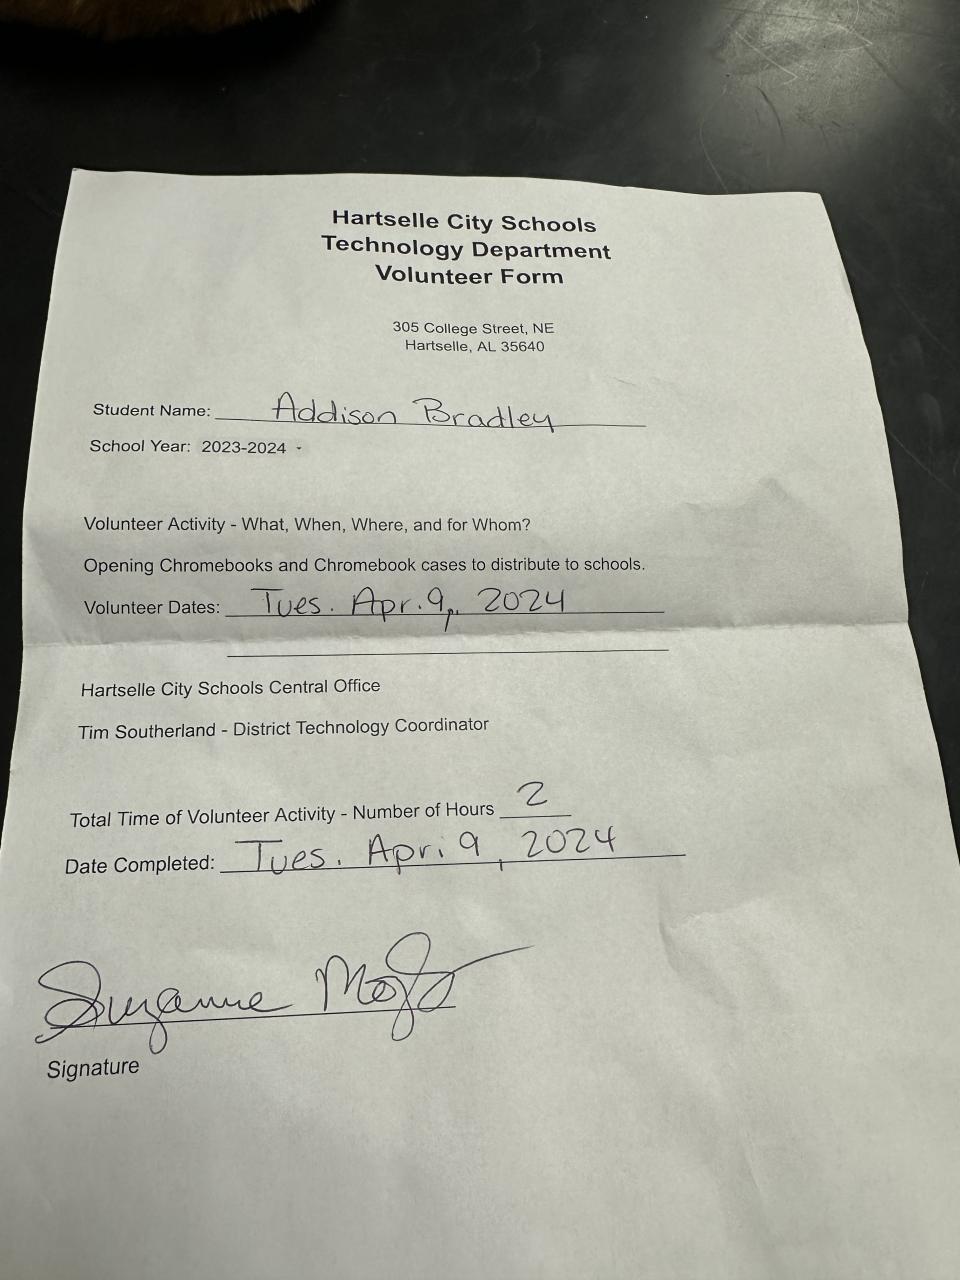 Hartselle City Schools
Technology Department
Volunteer Form
305 College Street, NE
Hartselle, AL 35640
Student Name: Addison Bradley
School Year: 2023-2024 -
Volunteer Activity - What, When, Where, and for Whom?
Opening Chromebooks and Chromebook cases to distribute to schools.
Volunteer Dates: Tues. Apr. 9, 2024
Hartselle City Schools Central Office
Tim Southerland - District Technology Coordinator
Total Time of Volunteer Activity - Number of Hours 2
Date Completed: Tues. Apr. 9, 2024
Suzanne
Signature